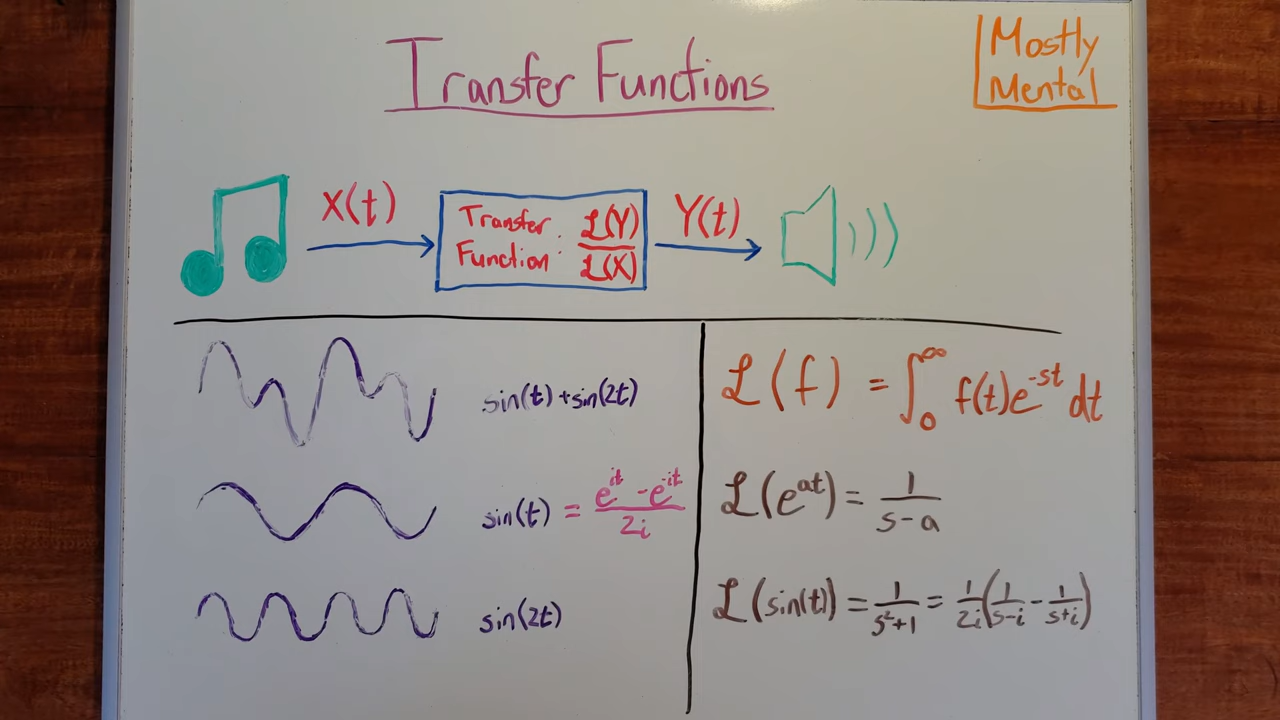 Transfer Functions
Mostly
Mental
X(t)
Transfer
Function:
ℒ(Y)
ℒ(X)
Y(t)
sin(t)+sin(2t)
sin(t) = (e^it - e^-it)/2i
sin(2t)
ℒ(f) = ∫₀^∞ f(t)e^-st dt
ℒ(e^at) = 1/(s-a)
ℒ(sin(t)) = 1/(s²+1) = 1/2i(1/(s-i) - 1/(s+i))